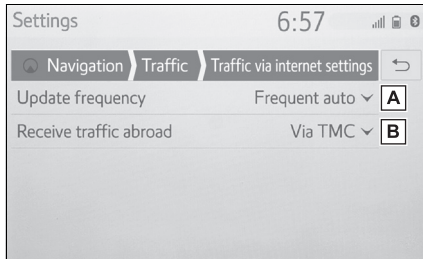 Settings 6:57
Navigation Traffic Traffic via internet settings
Update frequency Frequent auto A
Receive traffic abroad Via TMC B